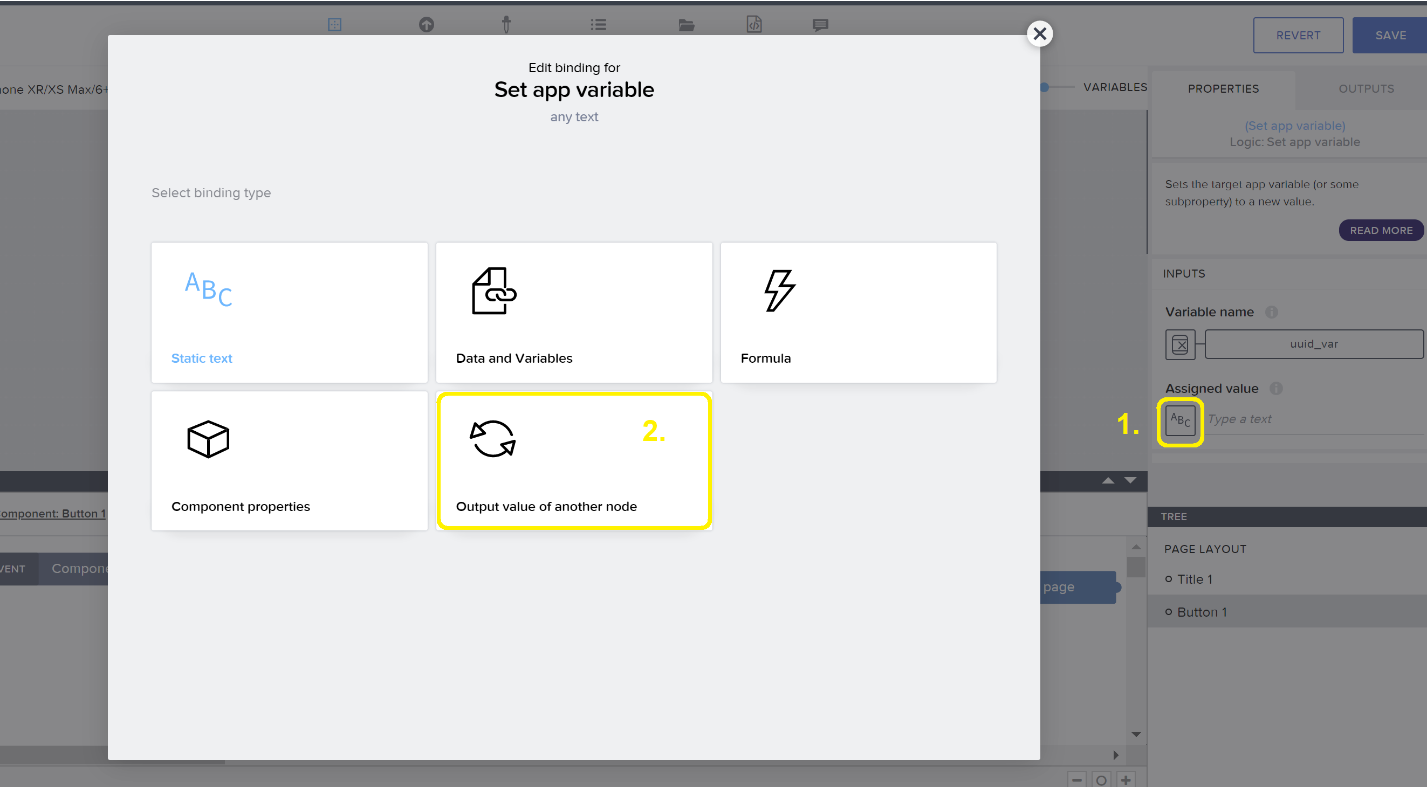 REVERT
SAVE
one XR/XS Max/6+
Edit binding for
Set app variable
any text
VARIABLES
PROPERTIES
OUTPUTS
(Set app variable)
Logic: Set app variable
Sets the target app variable (or some
subproperty) to a new value.
READ MORE
Select binding type
INPUTS
Variable name
uuid_var
Assigned value
ABC
Type a text
1.
ABC
Static text
Data and Variables
Formula
2.
Component properties
Output value of another node
omponent: Button 1
VENT
Compone
page
TREE
PAGE LAYOUT
Title 1
Button 1